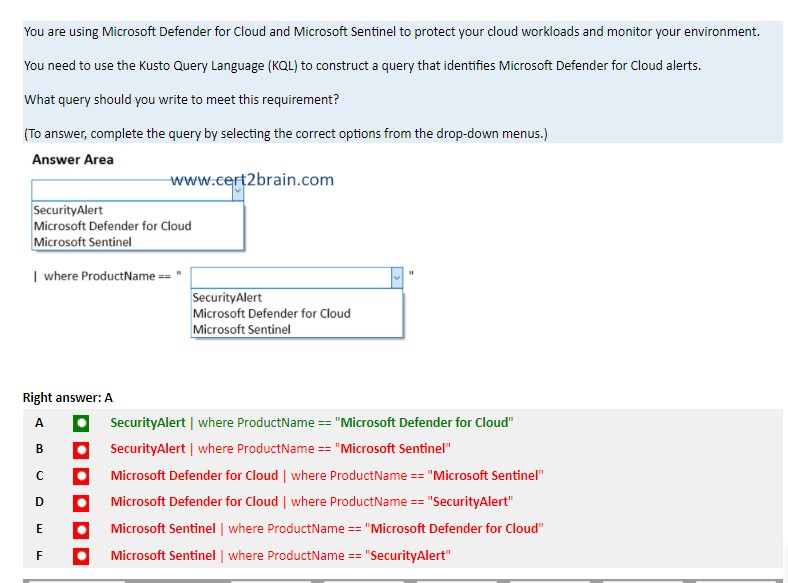 You are using Microsoft Defender for Cloud and Microsoft Sentinel to protect your cloud workloads and monitor your environment.
You need to use the Kusto Query Language (KQL) to construct a query that identifies Microsoft Defender for Cloud alerts.
What query should you write to meet this requirement?
(To answer, complete the query by selecting the correct options from the drop-down menus.)
Answer Area
www.cert2brain.com
SecurityAlert
Microsoft Defender for Cloud
Microsoft Sentinel
| where ProductName == " "
SecurityAlert
Microsoft Defender for Cloud
Microsoft Sentinel
Right answer: A
A SecurityAlert | where ProductName == "Microsoft Defender for Cloud"
B SecurityAlert | where ProductName == "Microsoft Sentinel"
C Microsoft Defender for Cloud | where ProductName == "Microsoft Sentinel"
D Microsoft Defender for Cloud | where ProductName == "SecurityAlert"
E Microsoft Sentinel | where ProductName == "Microsoft Defender for Cloud"
F Microsoft Sentinel | where ProductName == "SecurityAlert"